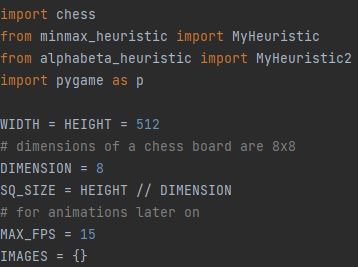 import chess
from minmax_heuristic import MyHeuristic
from alphabeta_heuristic import MyHeuristic2
import pygame as p
WIDTH = HEIGHT = 512
# dimensions of a chess board are 8x8
DIMENSION = 8
SQ_SIZE = HEIGHT // DIMENSION
# for animations later on
MAX_FPS = 15
IMAGES = {}